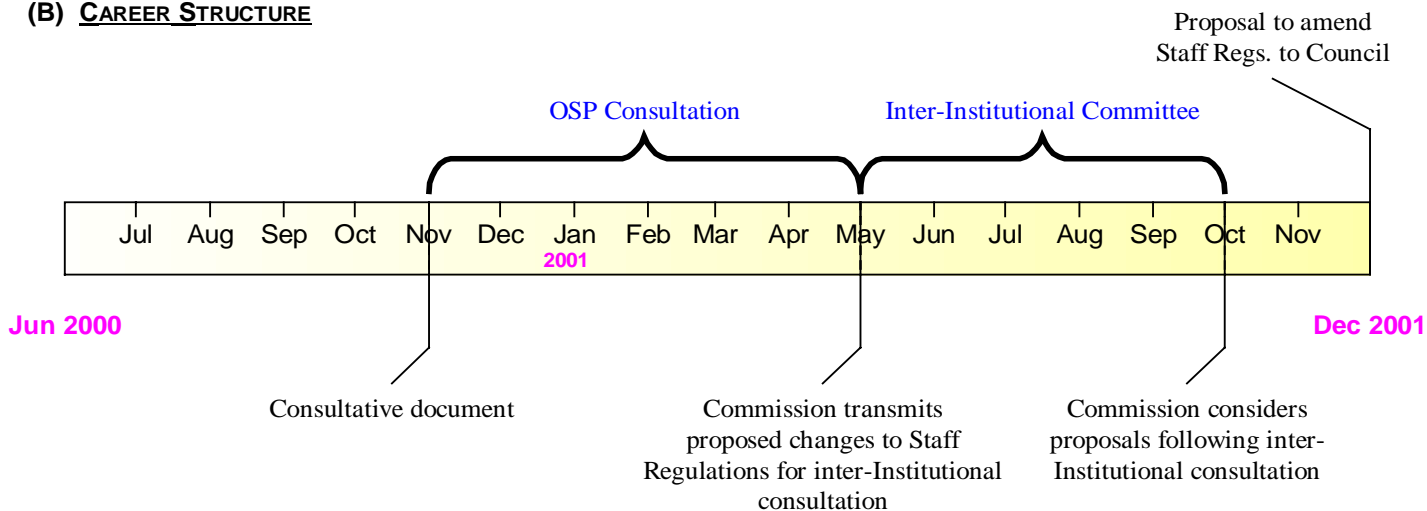 (B) CAREER STRUCTURE
Proposal to amend
Staff Regs. to Council
OSP Consultation
Inter-Institutional Committee
Jul Aug Sep Oct Nov Dec Jan Feb Mar Apr May Jun Jul Aug Sep Oct Nov
2001
Jun 2000
Dec 2001
Consultative document
Commission transmits
proposed changes to Staff
Regulations for inter-Institutional
consultation
Commission considers
proposals following inter-
Institutional consultation